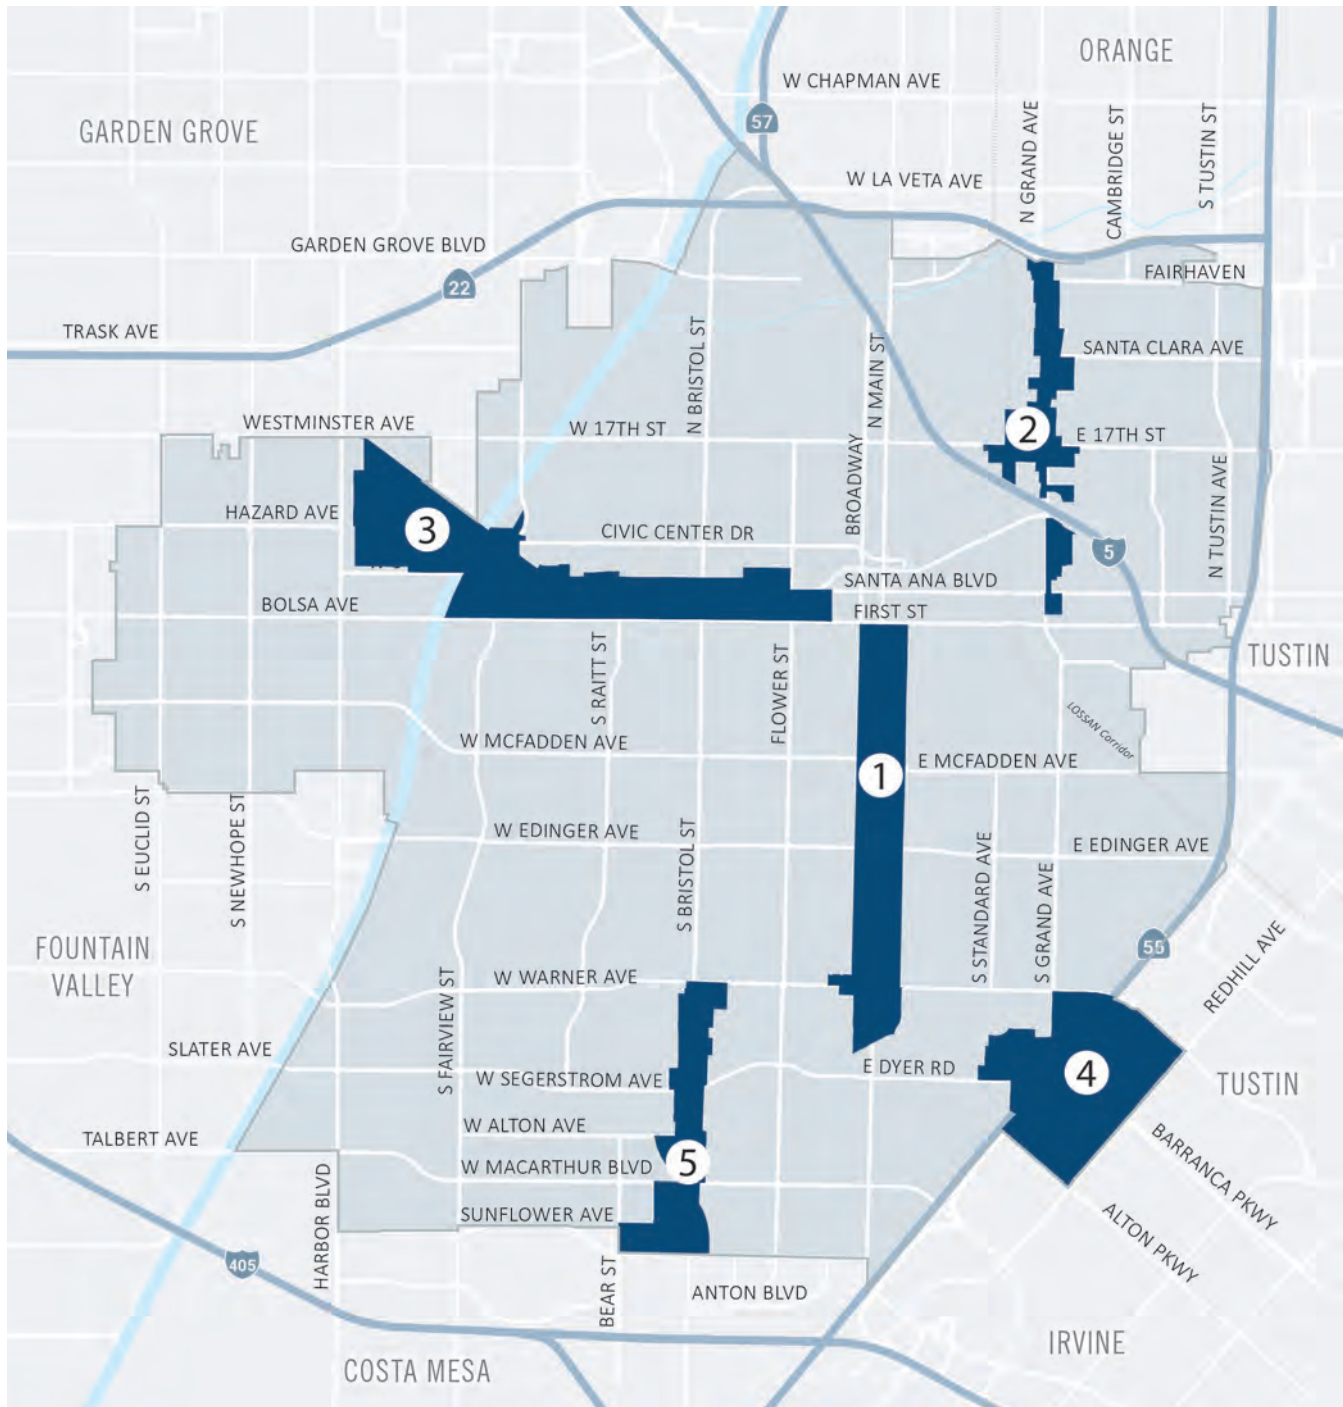 ORANGE
W CHAPMAN AVE
57
GARDEN GROVE
N GRAND AVE
CAMBRIDGE ST
S TUSTIN ST
W LA VETA AVE
GARDEN GROVE BLVD
FAIRHAVEN
22
TRASK AVE
N BRISTOL ST
N MAIN ST
SANTA CLARA AVE
WESTMINSTER AVE
W 17TH ST
2
E 17TH ST
BROADWAY
N TUSTIN AVE
HAZARD AVE
3
CIVIC CENTER DR
5
SANTA ANA BLVD
BOLSA AVE
FIRST ST
TUSTIN
S RAITT ST
FLOWER ST
LOSSAN Corridor
W MCFADDEN AVE
E MCFADDEN AVE
1
S EUCLID ST
S NEWHOPE ST
W EDINGER AVE
E EDINGER AVE
S BRISTOL ST
S STANDARD AVE
S GRAND AVE
FOUNTAIN
VALLEY
55
REDHILL AVE
W WARNER AVE
S FAIRVIEW ST
SLATER AVE
W SEGERSTROM AVE
E DYER RD
4
TUSTIN
W ALTON AVE
TALBERT AVE
W MACARTHUR BLVD
5
BARRANCA PKWY
HARBOR BLVD
SUNFLOWER AVE
ALTON PKWY
405
BEAR ST
ANTON BLVD
IRVINE
COSTA MESA